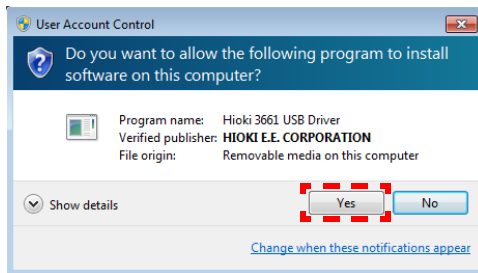 User Account Control
Do you want to allow the following program to install
software on this computer?
Program name: Hioki 3661 USB Driver
Verified publisher: HIOKI E.E. CORPORATION
File origin: Removable media on this computer
Show details
Yes No
Change when these notifications appear